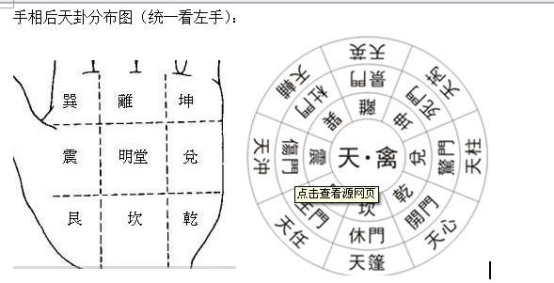 手相后天卦分布图（统一看左手）：
巽 離 坤
震 明堂 兌
艮 坎 乾
天英
景門
離
天輔
杜門
巽
天芮
死門
坤
天沖
傷門
震
天·禽
兌
驚門
天柱
点击查看源网页
乾
開門
天心
生門
天任
坎
休門
天篷